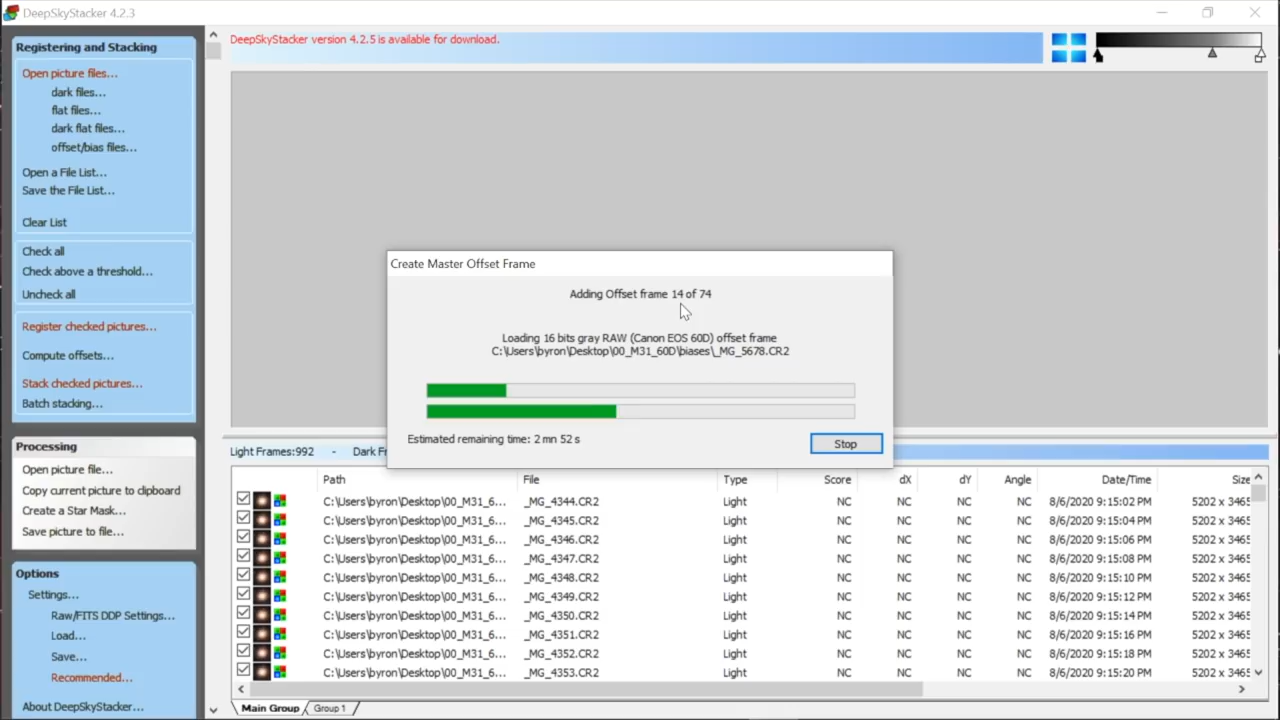 DeepSkyStacker 4.2.3
Registering and Stacking
Open picture files...
dark files...
flat files...
dark flat files...
offset/bias files...
Open a File List...
Save the File List...
Clear List
Check all
Check above a threshold...
Uncheck all
Register checked pictures...
Compute offsets...
Stack checked pictures...
Batch stacking...
Processing
Open picture file...
Copy current picture to clipboard
Create a Star Mask...
Save picture to file...
Options
Settings...
Raw/FITS DDP Settings...
Load...
Save...
Recommended...
About DeepSkyStacker...
DeepSkyStacker version 4.2.5 is available for download.
Create Master Offset Frame
Adding Offset frame 14 of 74
Loading 16 bits gray RAW (Canon EOS 60D) offset frame
C:\Users\byron\Desktop\00_M31_60D\biases\_MG_5678.CR2
Estimated remaining time: 2 mn 52 s
Stop
Light Frames:992 - Dark Fr
Path File Type Score dX dY Angle Date/Time Size
C:\Users\byron\Desktop\00_M31_6... _MG_4344.CR2 Light NC NC NC NC 8/6/2020 9:15:02 PM 5202 x 3465
C:\Users\byron\Desktop\00_M31_6... _MG_4345.CR2 Light NC NC NC NC 8/6/2020 9:15:04 PM 5202 x 3465
C:\Users\byron\Desktop\00_M31_6... _MG_4346.CR2 Light NC NC NC NC 8/6/2020 9:15:06 PM 5202 x 3465
C:\Users\byron\Desktop\00_M31_6... _MG_4347.CR2 Light NC NC NC NC 8/6/2020 9:15:08 PM 5202 x 3465
C:\Users\byron\Desktop\00_M31_6... _MG_4348.CR2 Light NC NC NC NC 8/6/2020 9:15:10 PM 5202 x 3465
C:\Users\byron\Desktop\00_M31_6... _MG_4349.CR2 Light NC NC NC NC 8/6/2020 9:15:12 PM 5202 x 3465
C:\Users\byron\Desktop\00_M31_6... _MG_4350.CR2 Light NC NC NC NC 8/6/2020 9:15:14 PM 5202 x 3465
C:\Users\byron\Desktop\00_M31_6... _MG_4351.CR2 Light NC NC NC NC 8/6/2020 9:15:16 PM 5202 x 3465
C:\Users\byron\Desktop\00_M31_6... _MG_4352.CR2 Light NC NC NC NC 8/6/2020 9:15:18 PM 5202 x 3465
C:\Users\byron\Desktop\00_M31_6... _MG_4353.CR2 Light NC NC NC NC 8/6/2020 9:15:20 PM 5202 x 3465
Main Group Group 1